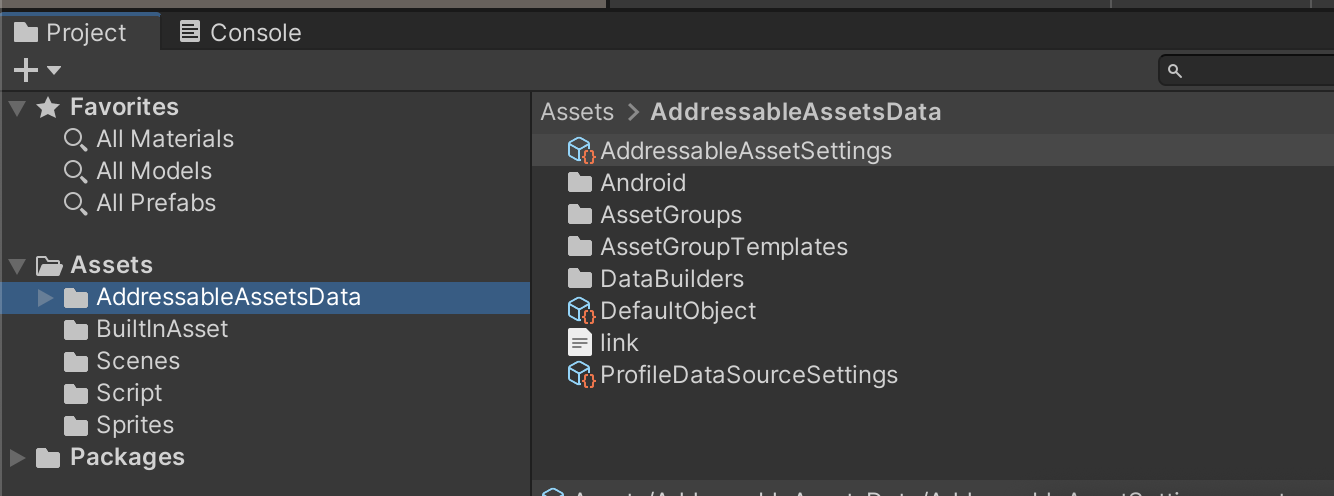 Project
Console
Favorites
All Materials
All Models
All Prefabs
Assets
AddressableAssetsData
BuiltInAsset
Scenes
Script
Sprites
Packages
Assets > AddressableAssetsData
AddressableAssetSettings
Android
AssetGroups
AssetGroupTemplates
DataBuilders
DefaultObject
link
ProfileDataSourceSettings